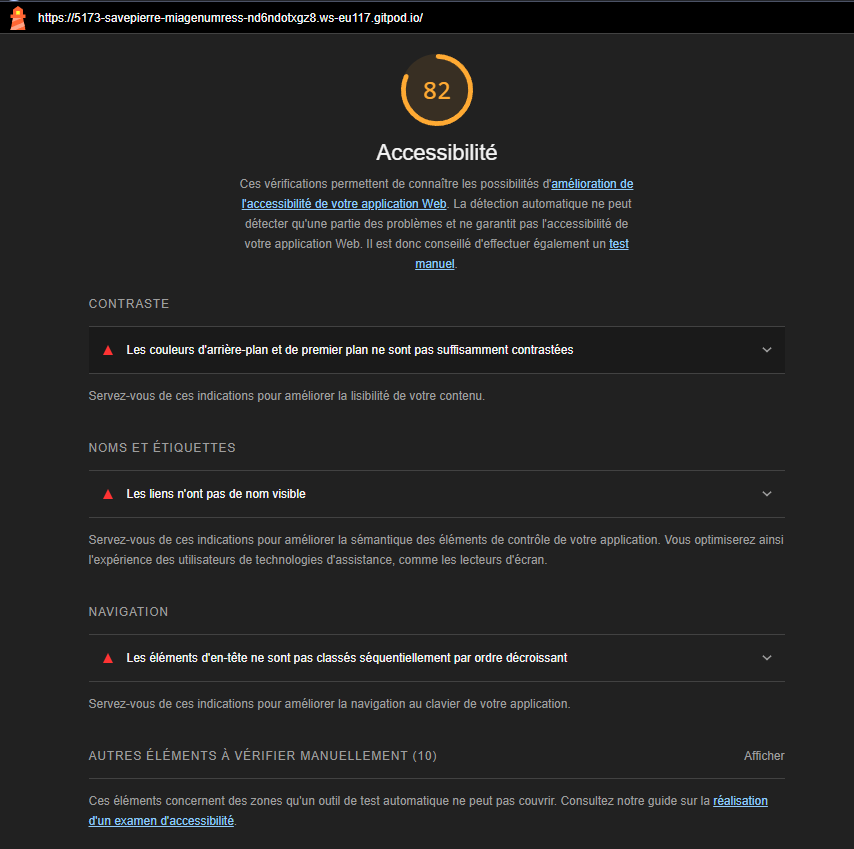 https://5173-savepierre-miagenumress-nd6ndotxgz8.ws-eu117.gitpod.io/
82
Accessibilité
Ces vérifications permettent de connaître les possibilités d'amélioration de
l'accessibilité de votre application Web. La détection automatique ne peut
détecter qu'une partie des problèmes et ne garantit pas l'accessibilité de
votre application Web. Il est donc conseillé d'effectuer également un test
manuel.
CONTRASTE
Les couleurs d'arrière-plan et de premier plan ne sont pas suffisamment contrastées
Servez-vous de ces indications pour améliorer la lisibilité de votre contenu.
NOMS ET ÉTIQUETTES
Les liens n'ont pas de nom visible
Servez-vous de ces indications pour améliorer la sémantique des éléments de contrôle de votre application. Vous optimiserez ainsi
l'expérience des utilisateurs de technologies d'assistance, comme les lecteurs d'écran.
NAVIGATION
Les éléments d'en-tête ne sont pas classés séquentiellement par ordre décroissant
Servez-vous de ces indications pour améliorer la navigation au clavier de votre application.
AUTRES ÉLÉMENTS À VÉRIFIER MANUELLEMENT (10) Afficher
Ces éléments concernent des zones qu'un outil de test automatique ne peut pas couvrir. Consultez notre guide sur la réalisation
d'un examen d'accessibilité.